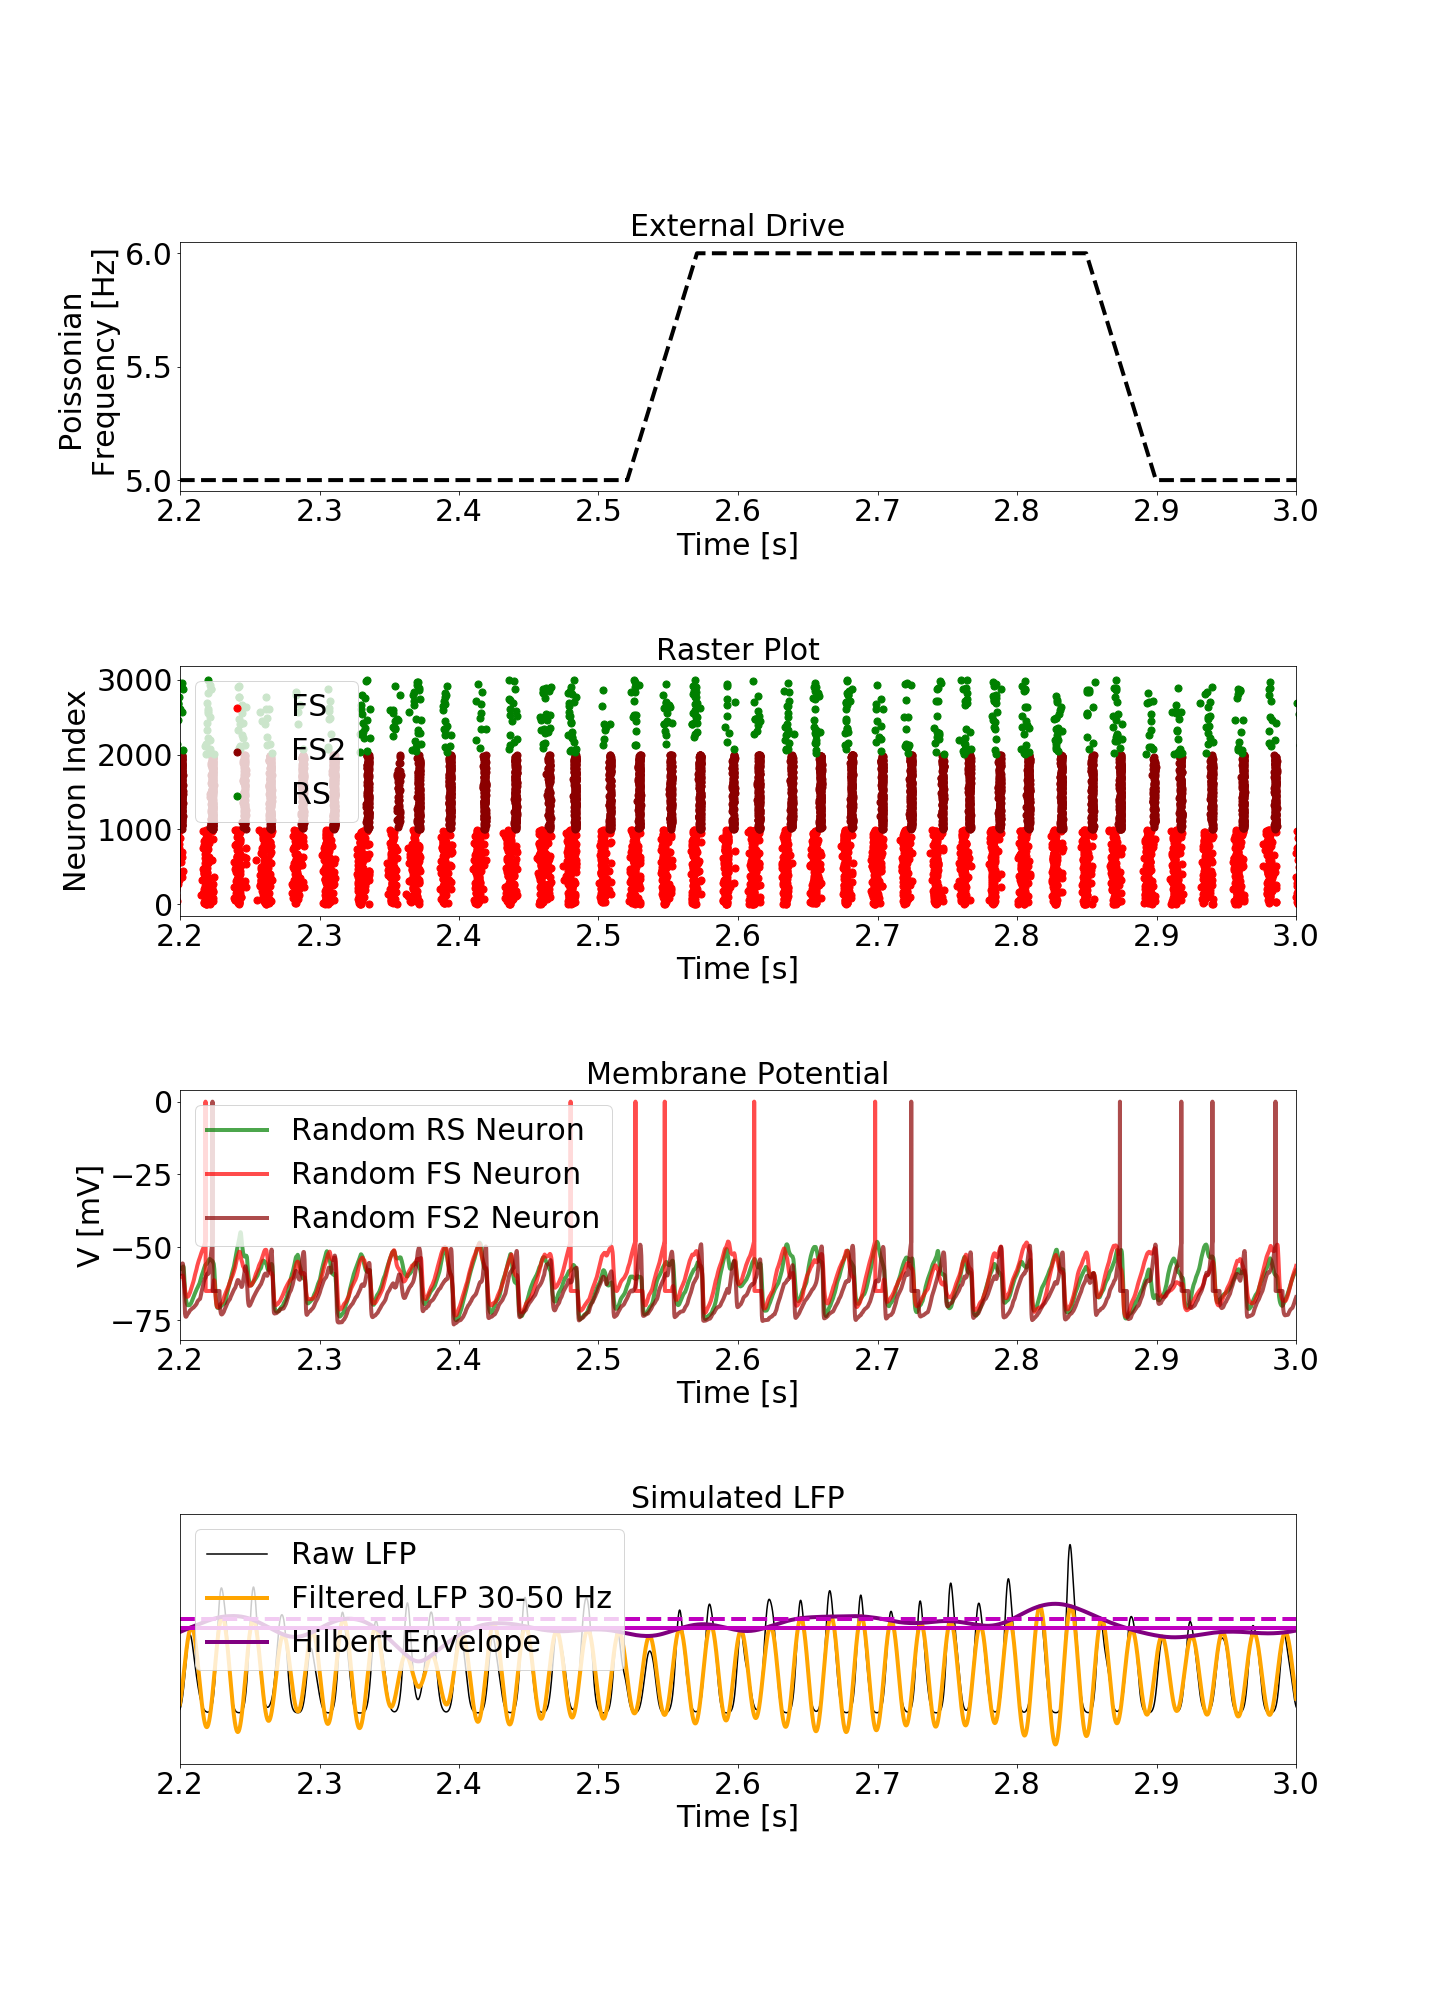 External Drive
Poissonian
Frequency [Hz]
6.0
5.5
5.0
2.2 2.3 2.4 2.5 2.6 2.7 2.8 2.9 3.0
Time [s]
Raster Plot
Neuron Index
3000
2000
1000
0
FS
FS2
RS
2.2 2.3 2.4 2.5 2.6 2.7 2.8 2.9 3.0
Time [s]
Membrane Potential
V [mV]
0
−25
−50
−75
Random RS Neuron
Random FS Neuron
Random FS2 Neuron
2.2 2.3 2.4 2.5 2.6 2.7 2.8 2.9 3.0
Time [s]
Simulated LFP
Raw LFP
Filtered LFP 30-50 Hz
Hilbert Envelope
2.2 2.3 2.4 2.5 2.6 2.7 2.8 2.9 3.0
Time [s]